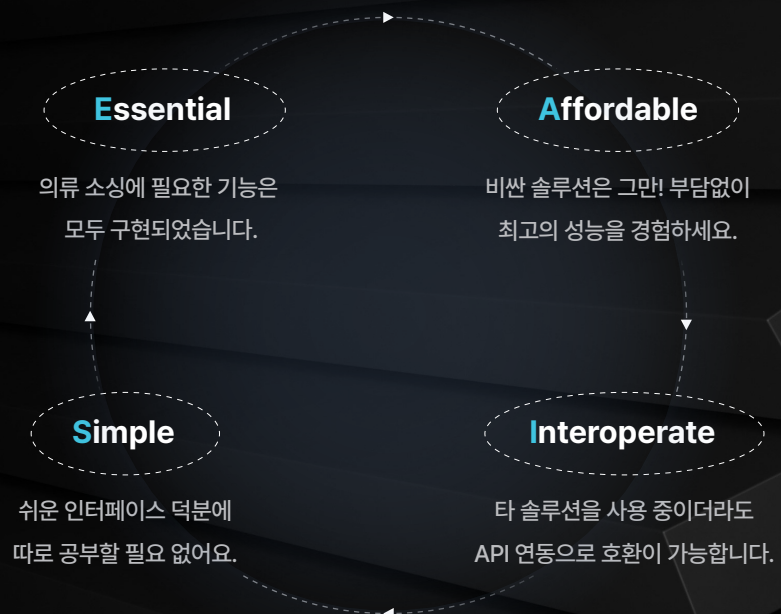 Essential
의류 소싱에 필요한 기능은
모두 구현되었습니다.
Affordable
비싼 솔루션은 그만! 부담없이
최고의 성능을 경험하세요.
Simple
쉬운 인터페이스 덕분에
따로 공부할 필요 없어요.
Interoperate
타 솔루션을 사용 중이더라도
API 연동으로 호환이 가능합니다.